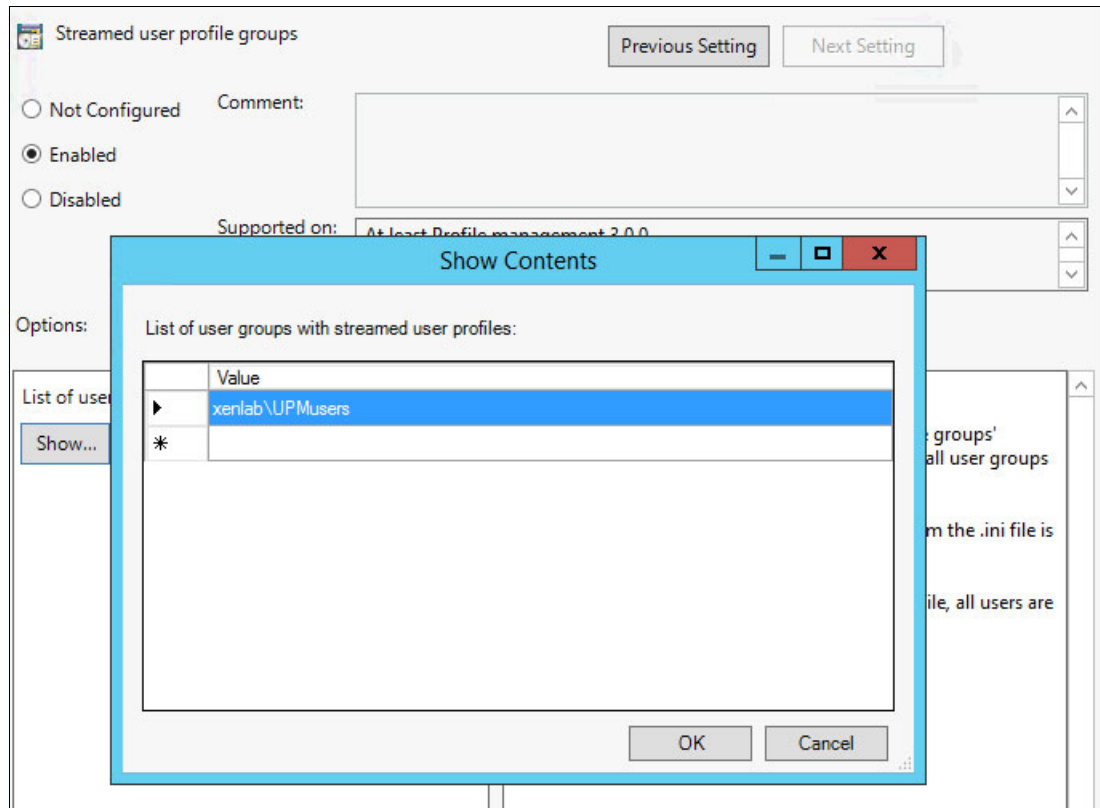 Streamed user profile groups
Previous Setting
Next Setting
Not Configured
Comment:
Enabled
Disabled
Supported on:
At least Profile management 3.0.0
Show Contents
X
Options:
List of user groups with streamed user profiles:
Value
List of use
xenlab\UPMusers
Show...
groups'
all user groups
m the .ini file is
ile, all users are
OK
Cancel